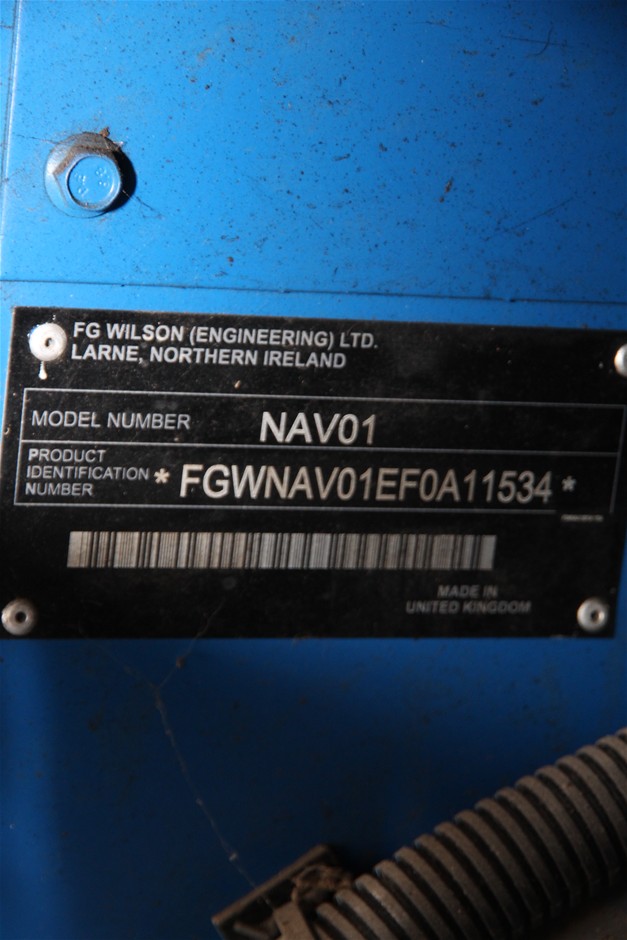 FG WILSON (ENGINEERING) LTD.
LARNE, NORTHERN IRELAND
MODEL NUMBER NAV01
PRODUCT
IDENTIFICATION
NUMBER
* FGWNAV01EF0A11534 *
MADE IN
UNITED KINGDOM